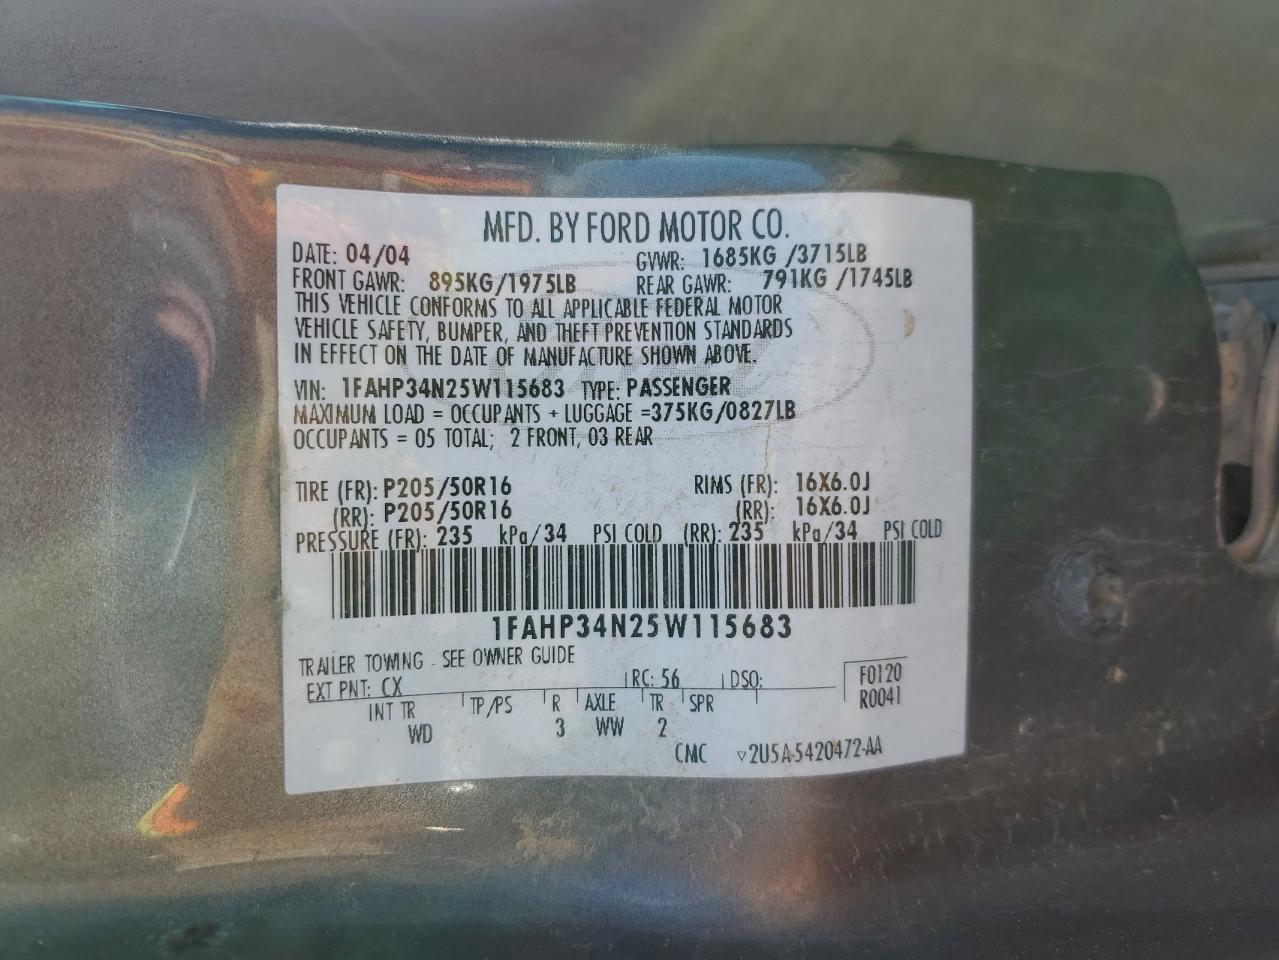 MFD. BY FORD MOTOR CO.
DATE: 04/04 GVWR: 1685KG /3715LB
FRONT GAWR: 895KG/1975LB REAR GAWR: 791KG /1745LB
THIS VEHICLE CONFORMS TO ALL APPLICABLE FEDERAL MOTOR
VEHICLE SAFETY, BUMPER, AND THEFT PREVENTION STANDARDS
IN EFFECT ON THE DATE OF MANUFACTURE SHOWN ABOVE.
VIN: 1FAHP34N25W115683 TYPE: PASSENGER
MAXIMUM LOAD = OCCUPANTS + LUGGAGE =375KG/0827LB
OCCUPANTS = 05 TOTAL; 2 FRONT, 03 REAR
TIRE (FR): P205/50R16 RIMS (FR): 16X6.0J
(RR): P205/50R16 (RR): 16X6.0J
PRESSURE (FR): 235 kPa/34 PSI COLD (RR): 235 kPa/34 PSI COLD
1FAHP34N25W115683
TRAILER TOWING - SEE OWNER GUIDE
EXT PNT: CX RC: 56 DSO: F0120
R0041
INT TR TP/PS R AXLE TR SPR
WD 3 WW 2
CMC ▽2U5A-5420472-AA